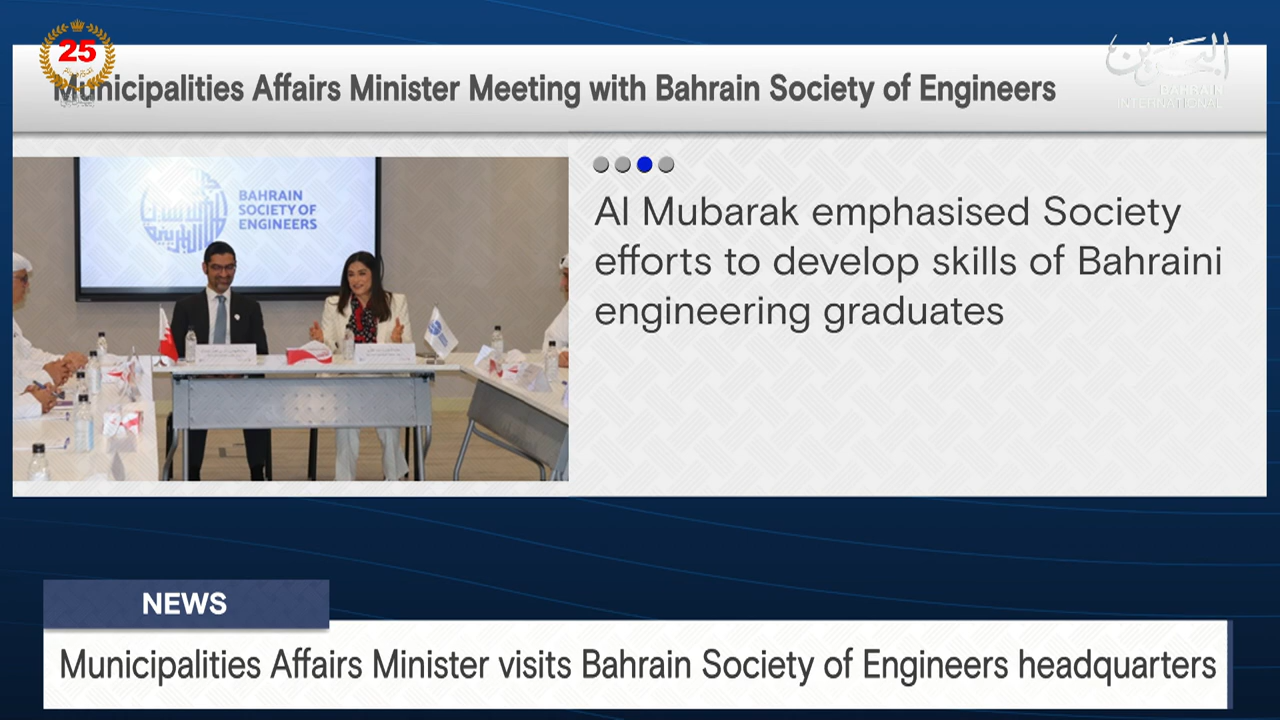 25
Municipalities Affairs Minister Meeting with Bahrain Society of Engineers
البحرين
BAHRAIN
INTERNATIONAL
BAHRAIN
SOCIETY OF
ENGINEERS
Al Mubarak emphasised Society
efforts to develop skills of Bahraini
engineering graduates
NEWS
Municipalities Affairs Minister visits Bahrain Society of Engineers headquarters